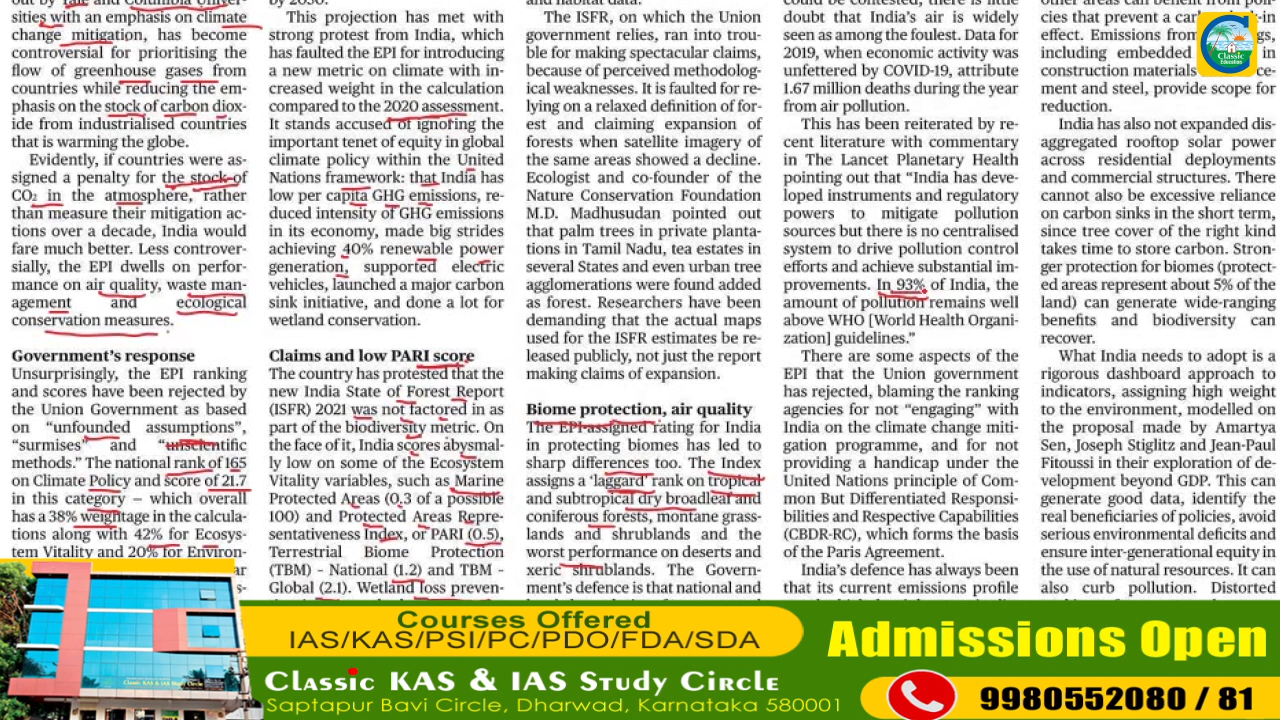 out by Yale and Columbia Univer-
sities with emphasis on climate
change mitigation, has become
controversial for prioritising the
flow of greenhouse gases from
countries while reducing the em-
phasis on the stock of carbon diox-
ide from industrialised countries
that is warming the globe.
Evidently, if countries were as-
signed a penalty for the stock of
CO2 in the atmosphere, rather
than measure their mitigation ac-
tions over a decade, India would
fare much better. Less controver-
sially, the EPI dwells on perfor-
mance on air quality, waste man-
agement and ecological
conservation measures.
Government's response
Unsurprisingly, the EPI ranking
and scores have been rejected by
the Union Government as based
on "unfounded assumptions",
"surmises" and "unscientific
methods." The national rank of 165
on Climate Policy and score of 21.7
in this category – which overall
has a 38% weightage in the calcula-
tions along with 42% for Ecosys-
tem Vitality and 20% for Environ-
ar
s-
by 2030.
This projection has met with
strong protest from India, which
has faulted the EPI for introducing
a new metric on climate with in-
creased weight in the calculation
compared to the 2020 assessment.
It stands accused of ignoring the
important tenet of equity in global
climate policy within the United
Nations framework: that India has
low per capita GHG emissions, re-
duced intensity of GHG emissions
in its economy, made big strides
achieving 40% renewable power
generation, supported electric
vehicles, launched a major carbon
sink initiative, and done a lot for
wetland conservation.
Claims and low PARI score
The country has protested that the
new India State of Forest Report
(ISFR) 2021 was not factored in as
part of the biodiversity metric. On
the face of it, India scores abysmal-
ly low on some of the Ecosystem
Vitality variables, such as Marine
Protected Areas (0.3 of a possible
100) and Protected Areas Repre-
sentativeness Index, or PARI (0.5),
Terrestrial Biome Protection
(TBM) - National (1.2) and TBM -
Global (2.1). Wetland loss preven-
and habitat data.
The ISFR, on which the Union
government relies, ran into trou-
ble for making spectacular claims,
because of perceived methodolog-
ical weaknesses. It is faulted for re-
lying on a relaxed definition of for-
est and claiming expansion of
forests when satellite imagery of
the same areas showed a decline.
Ecologist and co-founder of the
Nature Conservation Foundation
M.D. Madhusudan pointed out
that palm trees in private planta-
tions in Tamil Nadu, tea estates in
several States and even urban tree
agglomerations were found added
as forest. Researchers have been
demanding that the actual maps
used for the ISFR estimates be re-
leased publicly, not just the report
making claims of expansion.
Biome protection, air quality
The EPI-assigned rating for India
in protecting biomes has led to
sharp differences too. The Index
assigns a 'laggard' rank on tropical
and subtropical dry broadleaf and
coniferous forests, montane grass-
lands and shrublands and the
worst performance on deserts and
xeric shrublands. The Govern-
ment's defence is that national and
could be contested, there is little
doubt that India's air is widely
seen as among the foulest. Data for
2019, when economic activity was
unfettered by COVID-19, attribute
1.67 million deaths during the year
from air pollution.
This has been reiterated by re-
cent literature with commentary
in The Lancet Planetary Health
pointing out that "India has deve-
loped instruments and regulatory
powers to mitigate pollution
sources but there is no centralised
system to drive pollution control
efforts and achieve substantial im-
provements. In 93% of India, the
amount of pollution remains well
above WHO [World Health Organi-
zation] guidelines."
There are some aspects of the
EPI that the Union government
has rejected, blaming the ranking
agencies for not "engaging" with
India on the climate change miti-
gation programme, and for not
providing a handicap under the
United Nations principle of Com-
mon But Differentiated Responsi-
bilities and Respective Capabilities
(CBDR-RC), which forms the basis
of the Paris Agreement.
India's defence has always been
that its current emissions profile
other areas can benefit from poli-
cies that prevent a car k-in
effect. Emissions from gs,
including embedded in
construction materials ce-
ment and steel, provide scope for
reduction.
India has also not expanded dis-
aggregated rooftop solar power
across residential deployments
and commercial structures. There
cannot also be excessive reliance
on carbon sinks in the short term,
since tree cover of the right kind
takes time to store carbon. Stron-
ger protection for biomes (protect-
ed areas represent about 5% of the
land) can generate wide-ranging
benefits and biodiversity can
recover.
What India needs to adopt is a
rigorous dashboard approach to
indicators, assigning high weight
to the environment, modelled on
the proposal made by Amartya
Sen, Joseph Stiglitz and Jean-Paul
Fitoussi in their exploration of de-
velopment beyond GDP. This can
generate good data, identify the
real beneficiaries of policies, avoid
serious environmental deficits and
ensure inter-generational equity in
the use of natural resources. It can
also curb pollution. Distorted
Classic
Education
Courses Offered
IAS/KAS/PSI/PC/PDO/FDA/SDA
Classic KAS & IAS Study Circle
Saptapur Bavi Circle, Dharwad, Karnataka 580001
Admissions Open
9980552080 / 81